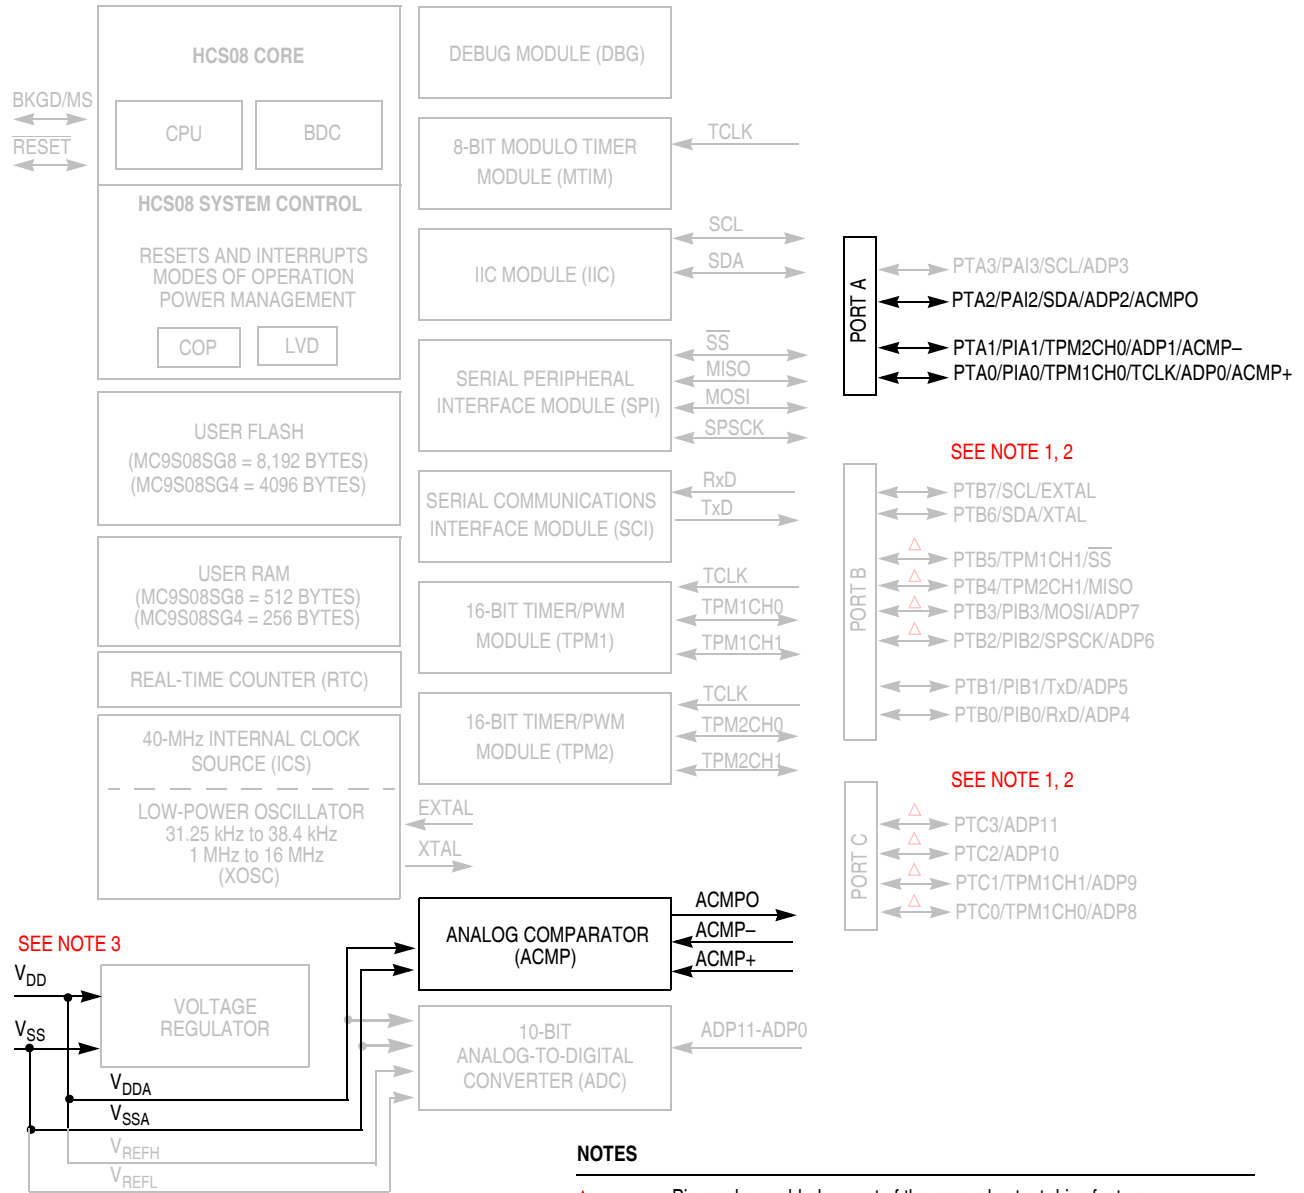 HCS08 CORE
BKGD/MS
RESET
CPU
BDC
HCS08 SYSTEM CONTROL
RESETS AND INTERRUPTS
MODES OF OPERATION
POWER MANAGEMENT
COP
LVD
USER FLASH
(MC9S08SG8 = 8,192 BYTES)
(MC9S08SG4 = 4096 BYTES)
USER RAM
(MC9S08SG8 = 512 BYTES)
(MC9S08SG4 = 256 BYTES)
REAL-TIME COUNTER (RTC)
40-MHz INTERNAL CLOCK
SOURCE (ICS)
LOW-POWER OSCILLATOR
31.25 kHz to 38.4 kHz
1 MHz to 16 MHz
(XOSC)
EXTAL
XTAL
SEE NOTE 3
VDD
VSS
VOLTAGE
REGULATOR
VDDA
VSSA
VREFH
VREFL
DEBUG MODULE (DBG)
8-BIT MODULO TIMER
MODULE (MTIM)
TCLK
IIC MODULE (IIC)
SCL
SDA
SERIAL PERIPHERAL
INTERFACE MODULE (SPI)
SS
MISO
MOSI
SPSCK
SERIAL COMMUNICATIONS
INTERFACE MODULE (SCI)
RxD
TxD
16-BIT TIMER/PWM
MODULE (TPM1)
TCLK
TPM1CH0
TPM1CH1
16-BIT TIMER/PWM
MODULE (TPM2)
TCLK
TPM2CH0
TPM2CH1
ANALOG COMPARATOR
(ACMP)
ACMPO
ACMP–
ACMP+
10-BIT
ANALOG-TO-DIGITAL
CONVERTER (ADC)
ADP11-ADP0
PORT A
PTA3/PAI3/SCL/ADP3
PTA2/PAI2/SDA/ADP2/ACMPO
PTA1/PIA1/TPM2CH0/ADP1/ACMP–
PTA0/PIA0/TPM1CH0/TCLK/ADP0/ACMP+
SEE NOTE 1, 2
PORT B
PTB7/SCL/EXTAL
PTB6/SDA/XTAL
PTB5/TPM1CH1/SS
PTB4/TPM2CH1/MISO
PTB3/PIB3/MOSI/ADP7
PTB2/PIB2/SPSCK/ADP6
PTB1/PIB1/TxD/ADP5
PTB0/PIB0/RxD/ADP4
SEE NOTE 1, 2
PORT C
PTC3/ADP11
PTC2/ADP10
PTC1/TPM1CH1/ADP9
PTC0/TPM1CH0/ADP8
NOTES